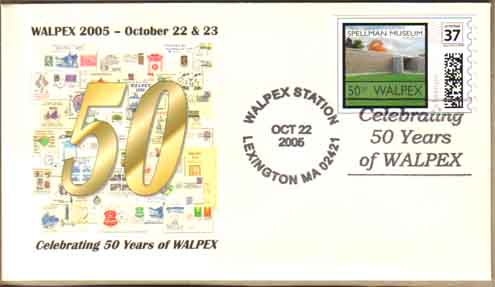 WALPEX 2005 – October 22 & 23
50
Celebrating 50 Years of WALPEX
SPELLMAN MUSEUM
50TH WALPEX
37
WALPEX STATION
OCT 22
2005
LEXINGTON MA 02421
Celebrating
50 Years
of WALPEX